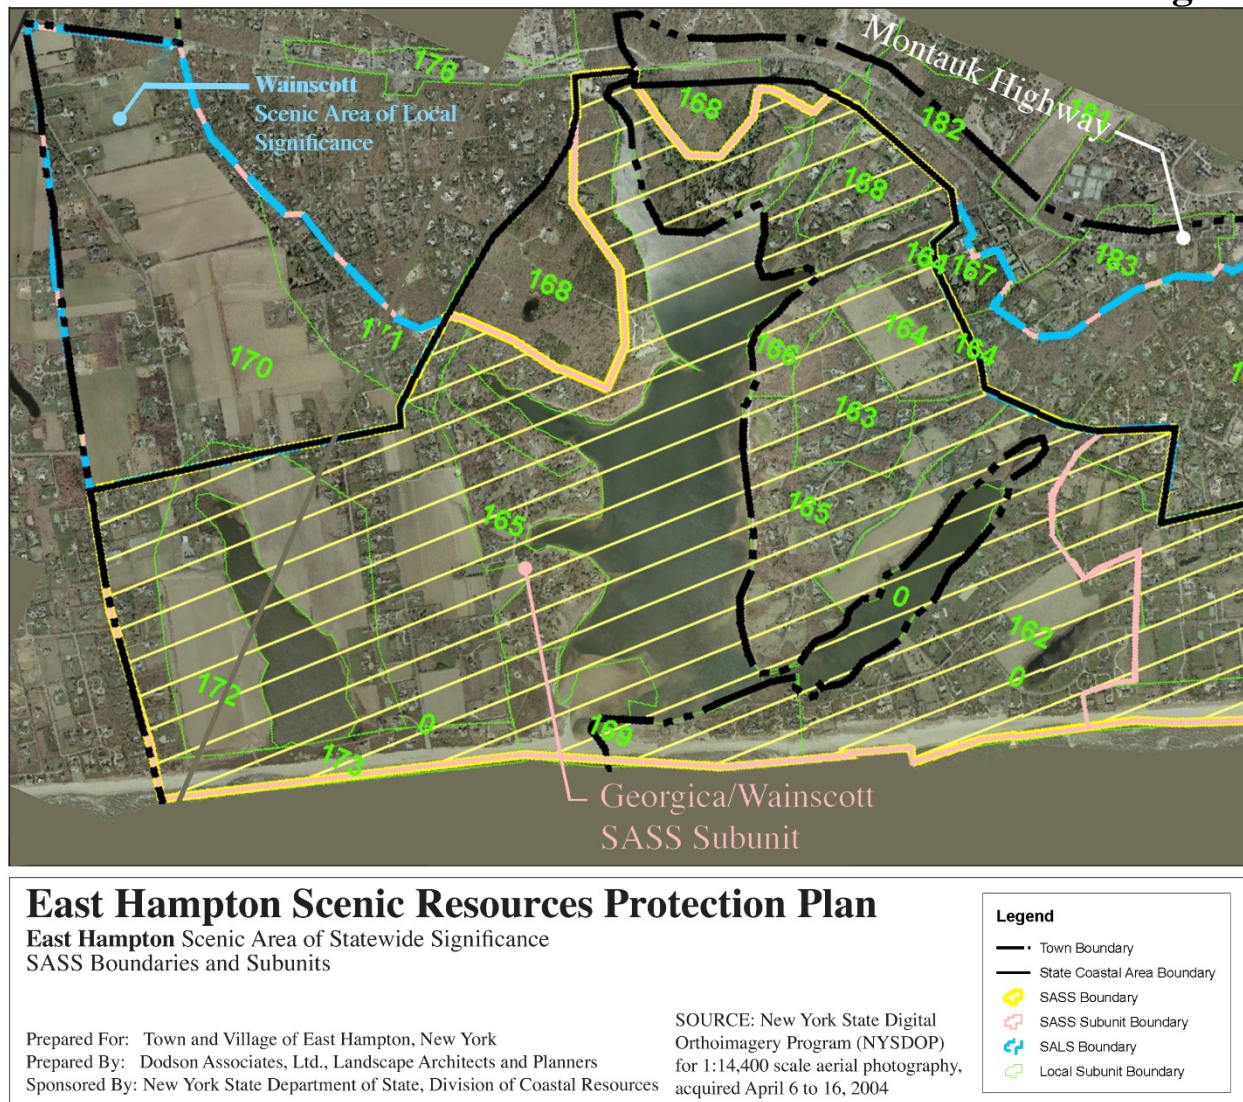 Montauk Highway
176
Wainscott
Scenic Area of Local
Significance
168
182
168
164
167
183
168
171
170
166
164
164
163
165
165
0
162
0
172
0
169
173
Georgica/Wainscott
SASS Subunit
East Hampton Scenic Resources Protection Plan
East Hampton Scenic Area of Statewide Significance
SASS Boundaries and Subunits
Prepared For: Town and Village of East Hampton, New York
Prepared By: Dodson Associates, Ltd., Landscape Architects and Planners
Sponsored By: New York State Department of State, Division of Coastal Resources
SOURCE: New York State Digital
Orthoimagery Program (NYSDOP)
for 1:14,400 scale aerial photography,
acquired April 6 to 16, 2004
Legend
Town Boundary
State Coastal Area Boundary
SASS Boundary
SASS Subunit Boundary
SALS Boundary
Local Subunit Boundary